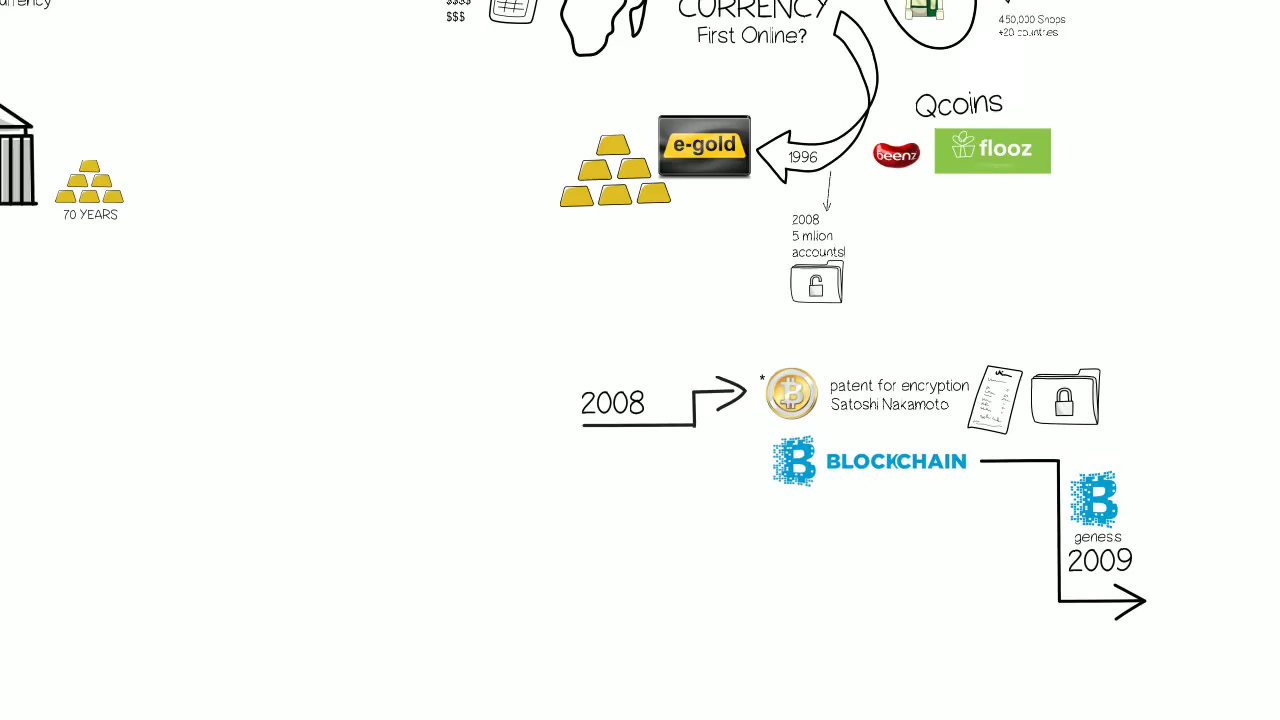 urrency
$$$$
$$$
CURRENCY
First Online?
450,000 Shops
+20 countries
Qcoins
e-gold
1996
beenz
flooz
70 YEARS
2008
5 mlion
accounts!
2008
*
patent for encryption
Satoshi Nakamoto
BLOCKCHAIN
genesis
2009